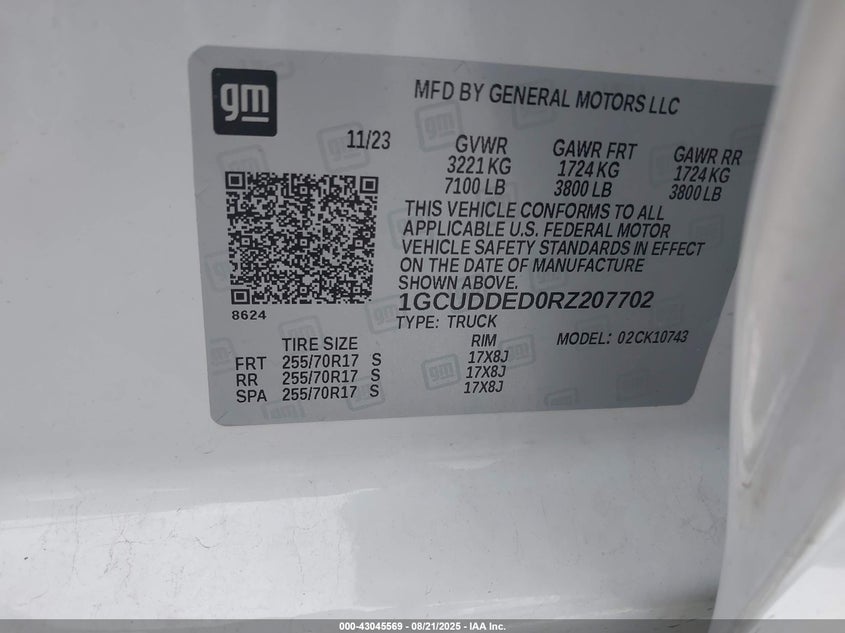 gm
MFD BY GENERAL MOTORS LLC
11/23 GVWR GAWR FRT GAWR RR
3221 KG 1724 KG 1724 KG
7100 LB 3800 LB 3800 LB
THIS VEHICLE CONFORMS TO ALL
APPLICABLE U.S. FEDERAL MOTOR
VEHICLE SAFETY STANDARDS IN EFFECT
ON THE DATE OF MANUFACTURE
SHOWN ABOVE.
8624
1GCUDDED0RZ207702
TYPE: TRUCK MODEL: 02CK10743
TIRE SIZE RIM
FRT 255/70R17 S 17X8J
RR 255/70R17 S 17X8J
SPA 255/70R17 S 17X8J
000-43045569 - 08/21/2025 - IAA Inc.